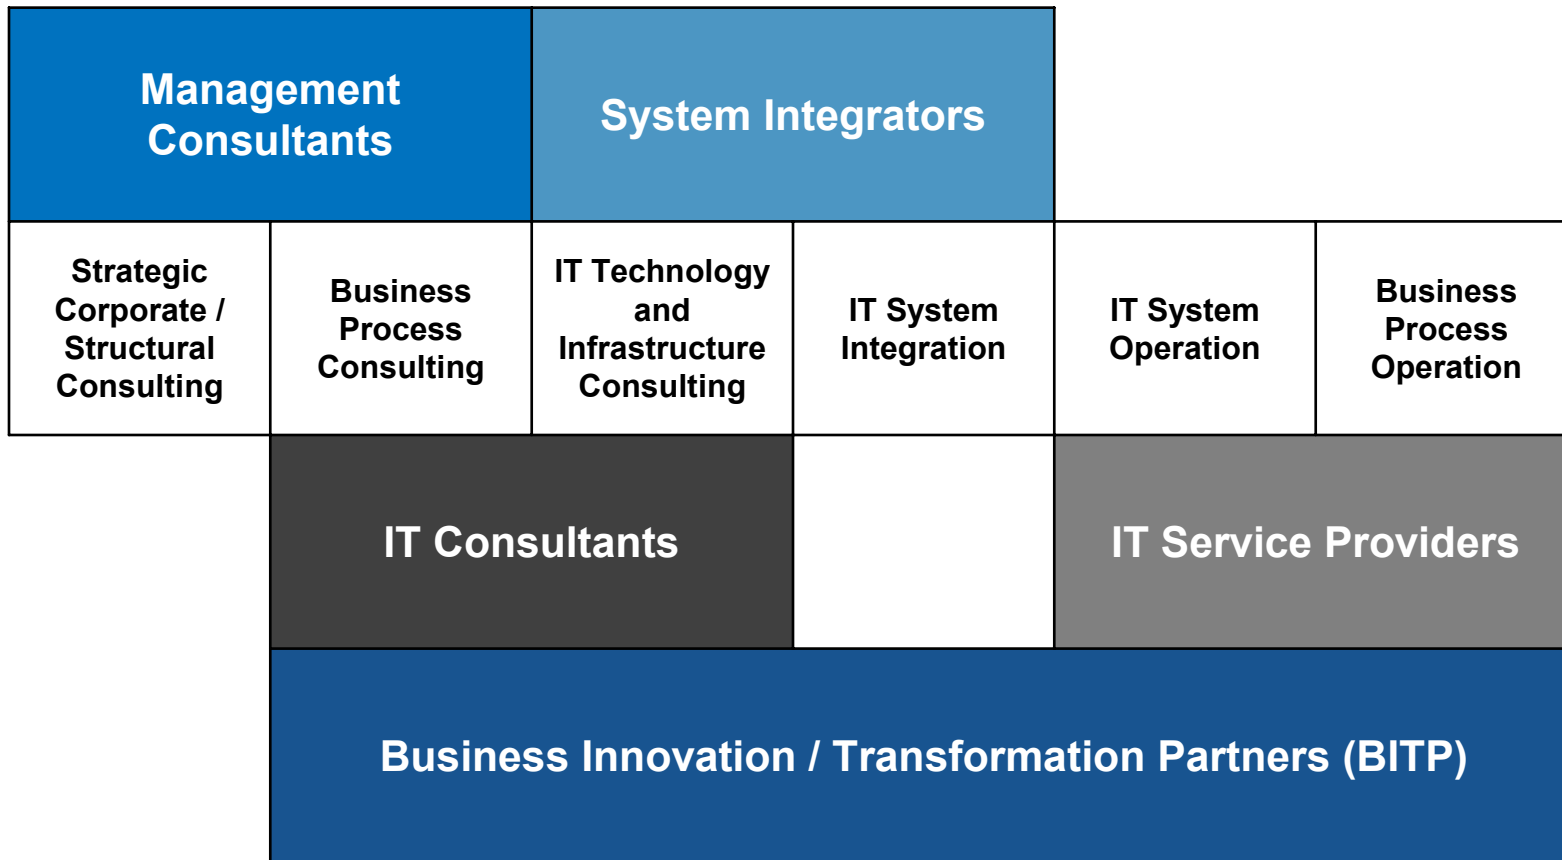 Management
Consultants
System Integrators
Strategic
Corporate /
Structural
Consulting
Business
Process
Consulting
IT Technology
and
Infrastructure
Consulting
IT System
Integration
IT System
Operation
Business
Process
Operation
IT Consultants
IT Service Providers
Business Innovation / Transformation Partners (BITP)